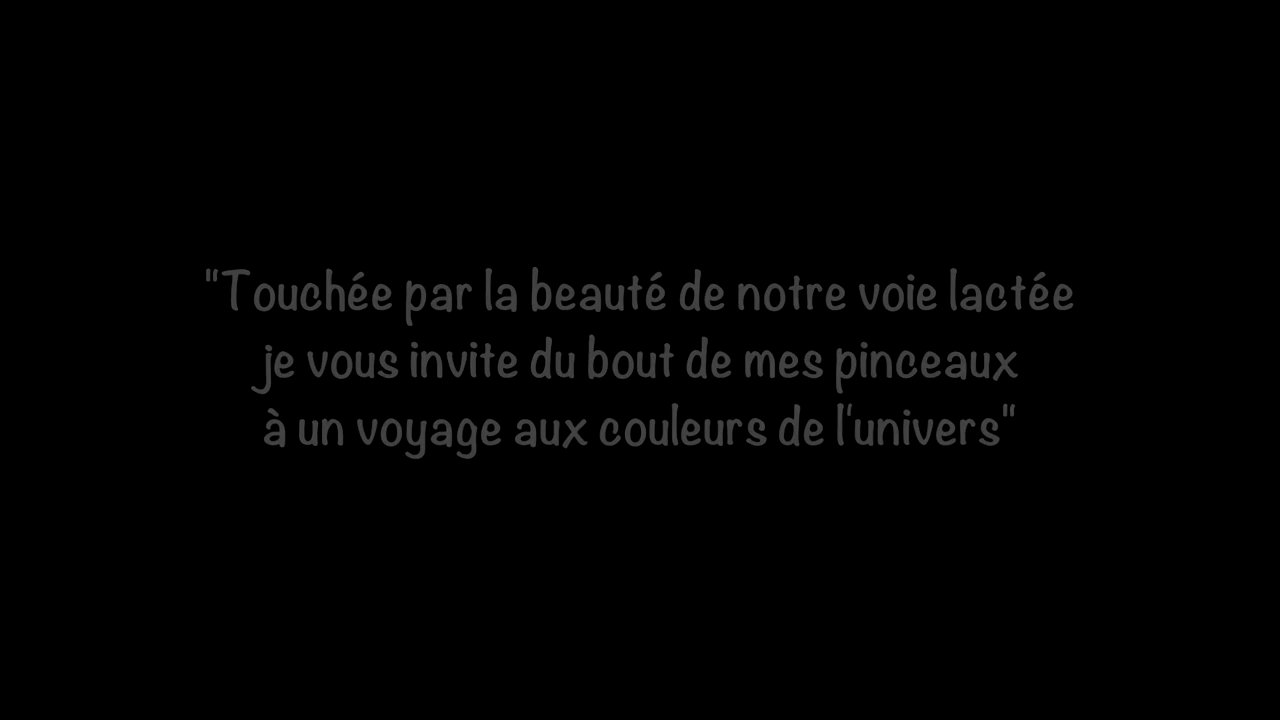 "Touchée par la beauté de notre voie lactée
je vous invite du bout de mes pinceaux
à un voyage aux couleurs de l'univers"